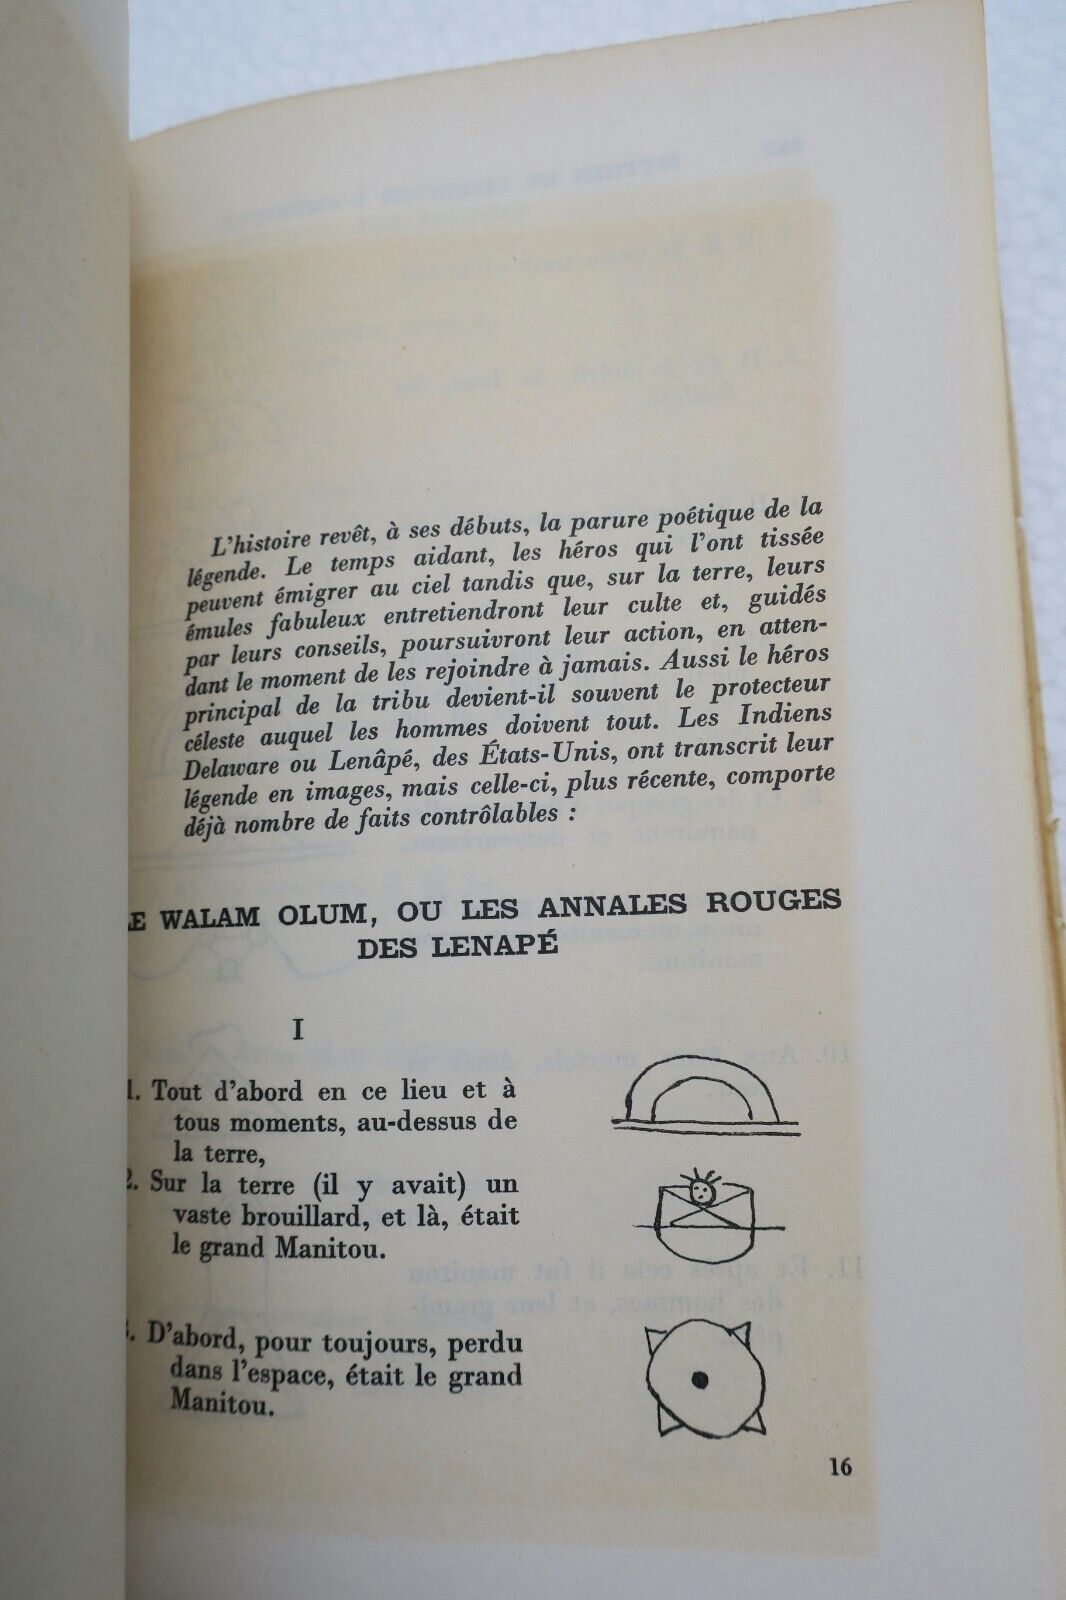 L'histoire revêt, à ses débuts, la parure poétique de la
légende. Le temps aidant, les héros qui l'ont tissée
peuvent émigrer au ciel tandis que, sur la terre, leurs
émules fabuleux entretiendront leur culte et, guidés
par leurs conseils, poursuivront leur action, en atten-
dant le moment de les rejoindre à jamais. Aussi le héros
principal de la tribu devient-il souvent le protecteur
céleste auquel les hommes doivent tout. Les Indiens
Delaware ou Lenâpé, des États-Unis, ont transcrit leur
légende en images, mais celle-ci, plus récente, comporte
déjà nombre de faits contrôlables :
LE WALAM OLUM, OU LES ANNALES ROUGES
DES LENAPÉ
I
1. Tout d'abord en ce lieu et à
tous moments, au-dessus de
la terre,
2. Sur la terre (il y avait) un
vaste brouillard, et là, était
le grand Manitou.
3. D'abord, pour toujours, perdu
dans l'espace, était le grand
Manitou.
16